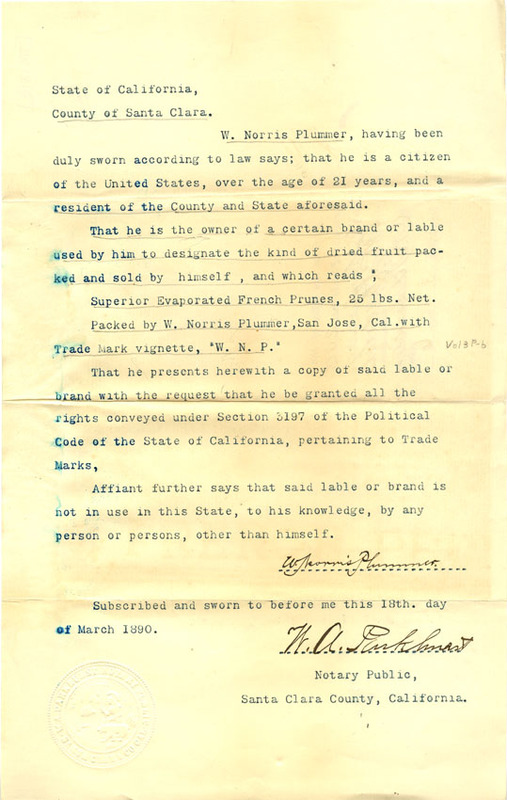 State of California,
County of Santa Clara.
W. Norris Plummer, having been
duly sworn according to law says; that he is a citizen
of the United States, over the age of 21 years, and a
resident of the County and State aforesaid.
That he is the owner of a certain brand or lable
used by him to designate the kind of dried fruit pac-
ked and sold by himself , and which reads ",
Superior Evaporated French Prunes, 25 lbs. Net.
Packed by W. Norris Plummer,San Jose, Cal.with
Trade Mark vignette, "W. N. P."
Vol 3 P-6
That he presents herewith a copy of said lable or
brand with the request that he be granted all the
rights conveyed under Section 3197 of the Political
Code of the State of California, pertaining to Trade
Marks,
Affiant further says that said lable or brand is
not in use in this State, to his knowledge, by any
person or persons, other than himself.
W. Norris Plummer
Subscribed and sworn to before me this 18th. day
of March 1890.
W. A.
Notary Public,
Santa Clara County, California.